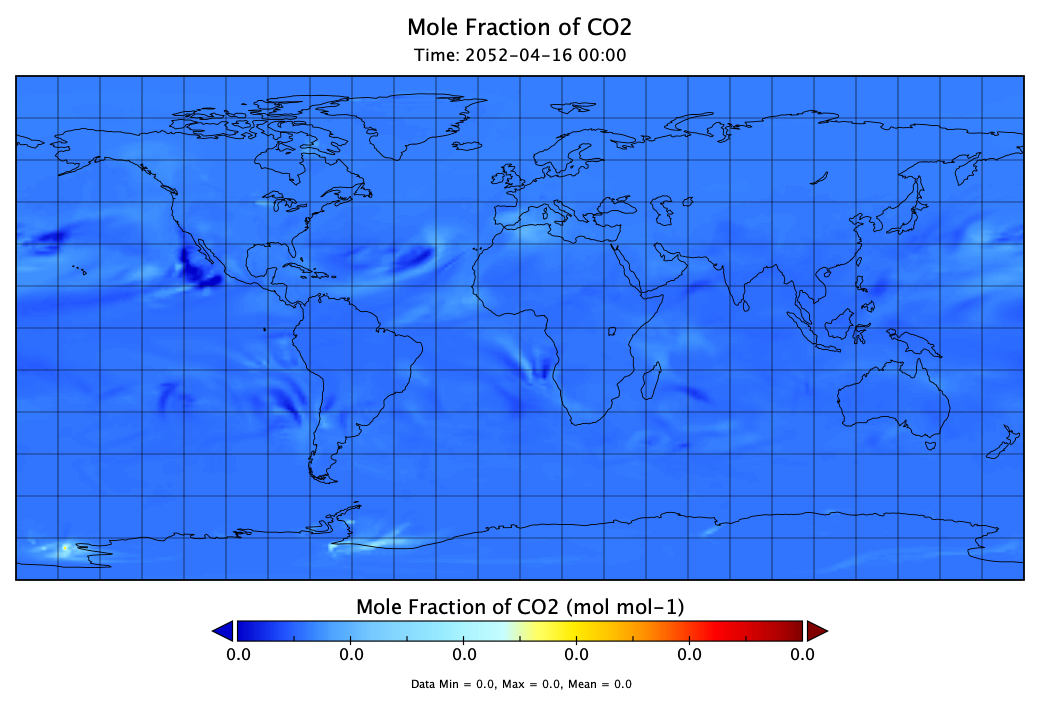 Mole Fraction of CO2
Time: 2052-04-16 00:00
Mole Fraction of CO2 (mol mol-1)
0.0 0.0 0.0 0.0 0.0 0.0
Data Min = 0.0, Max = 0.0, Mean = 0.0